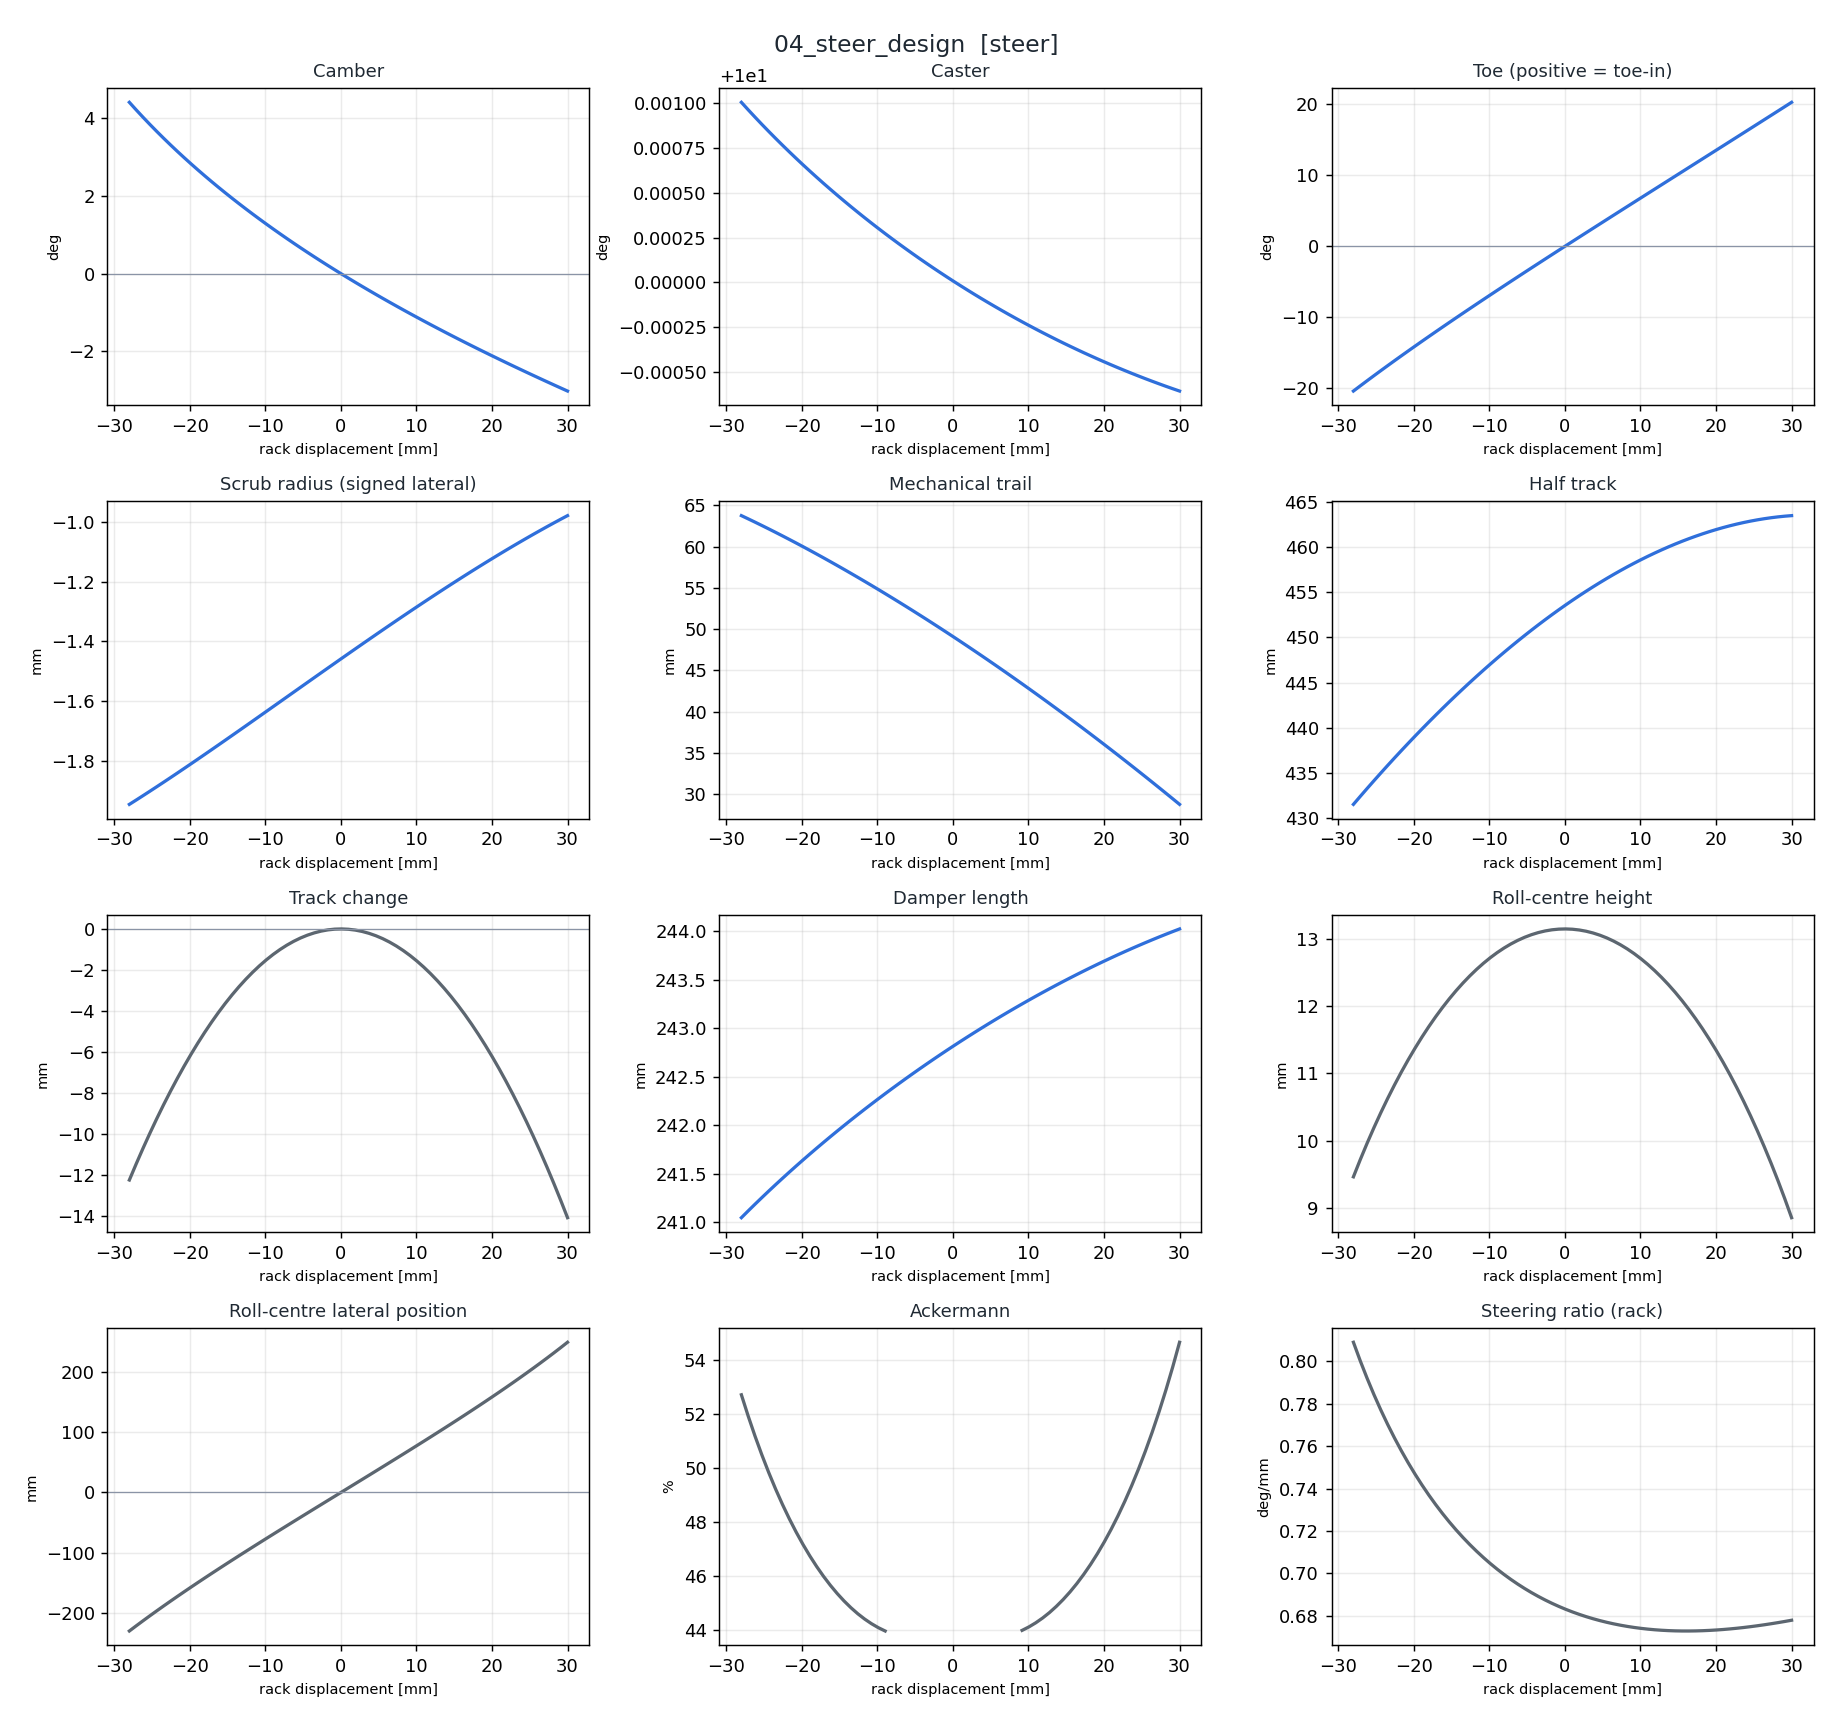 04_steer_design  [steer]
Camber
4
2
0
−2
deg
−30 −20 −10 0 10 20 30
rack displacement [mm]
+1e1
Caster
0.00100
0.00075
0.00050
0.00025
0.00000
−0.00025
−0.00050
deg
−30 −20 −10 0 10 20 30
rack displacement [mm]
Toe (positive = toe-in)
20
10
0
−10
−20
deg
−30 −20 −10 0 10 20 30
rack displacement [mm]
Scrub radius (signed lateral)
−1.0
−1.2
−1.4
−1.6
−1.8
mm
−30 −20 −10 0 10 20 30
rack displacement [mm]
Mechanical trail
65
60
55
50
45
40
35
30
mm
−30 −20 −10 0 10 20 30
rack displacement [mm]
Half track
465
460
455
450
445
440
435
430
mm
−30 −20 −10 0 10 20 30
rack displacement [mm]
Track change
0
−2
−4
−6
−8
−10
−12
−14
mm
−30 −20 −10 0 10 20 30
rack displacement [mm]
Damper length
244.0
243.5
243.0
242.5
242.0
241.5
241.0
mm
−30 −20 −10 0 10 20 30
rack displacement [mm]
Roll-centre height
13
12
11
10
9
mm
−30 −20 −10 0 10 20 30
rack displacement [mm]
Roll-centre lateral position
200
100
0
−100
−200
mm
−30 −20 −10 0 10 20 30
rack displacement [mm]
Ackermann
54
52
50
48
46
44
%
−30 −20 −10 0 10 20 30
rack displacement [mm]
Steering ratio (rack)
0.80
0.78
0.76
0.74
0.72
0.70
0.68
deg/mm
−30 −20 −10 0 10 20 30
rack displacement [mm]